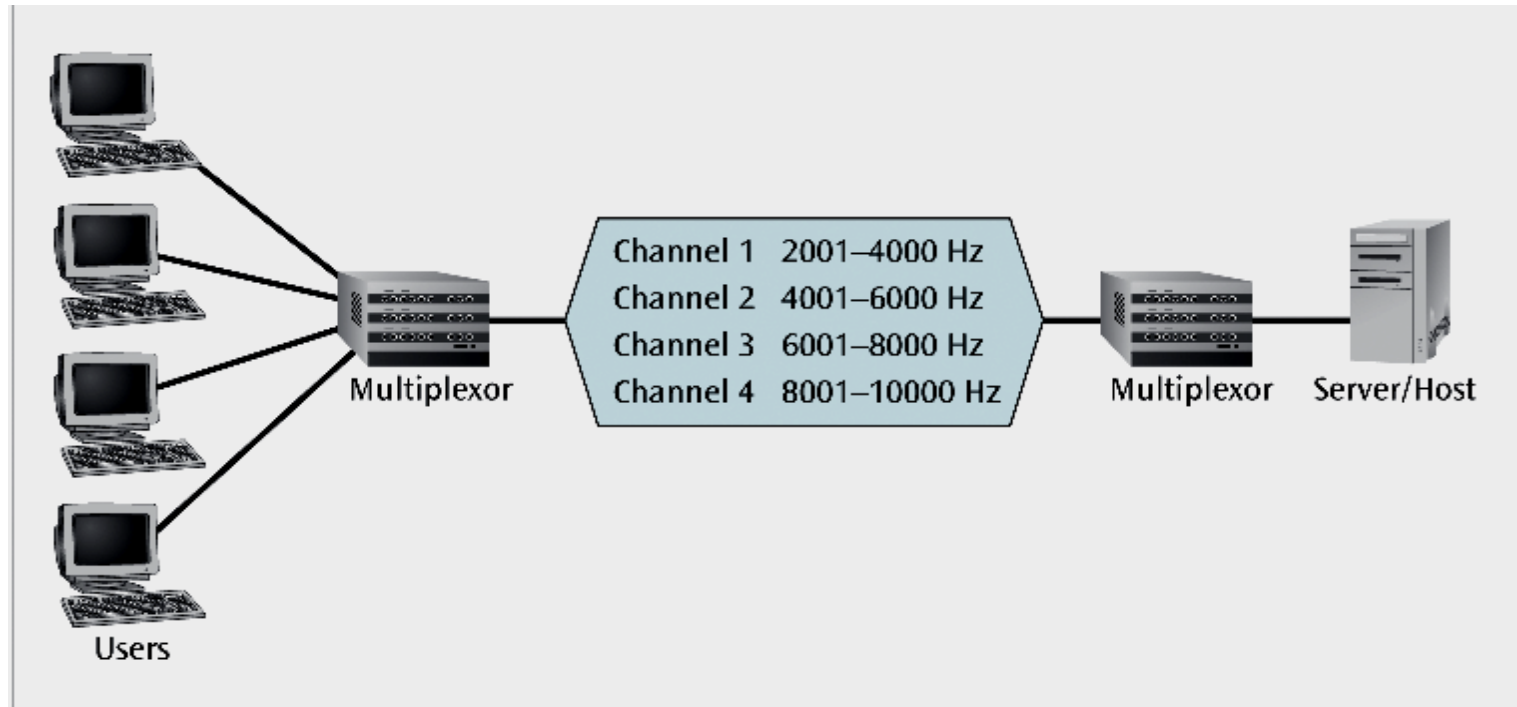 Channel 1 2001–4000 Hz
Channel 2 4001–6000 Hz
Channel 3 6001–8000 Hz
Channel 4 8001–10000 Hz
Multiplexor
Multiplexor
Server/Host
Users